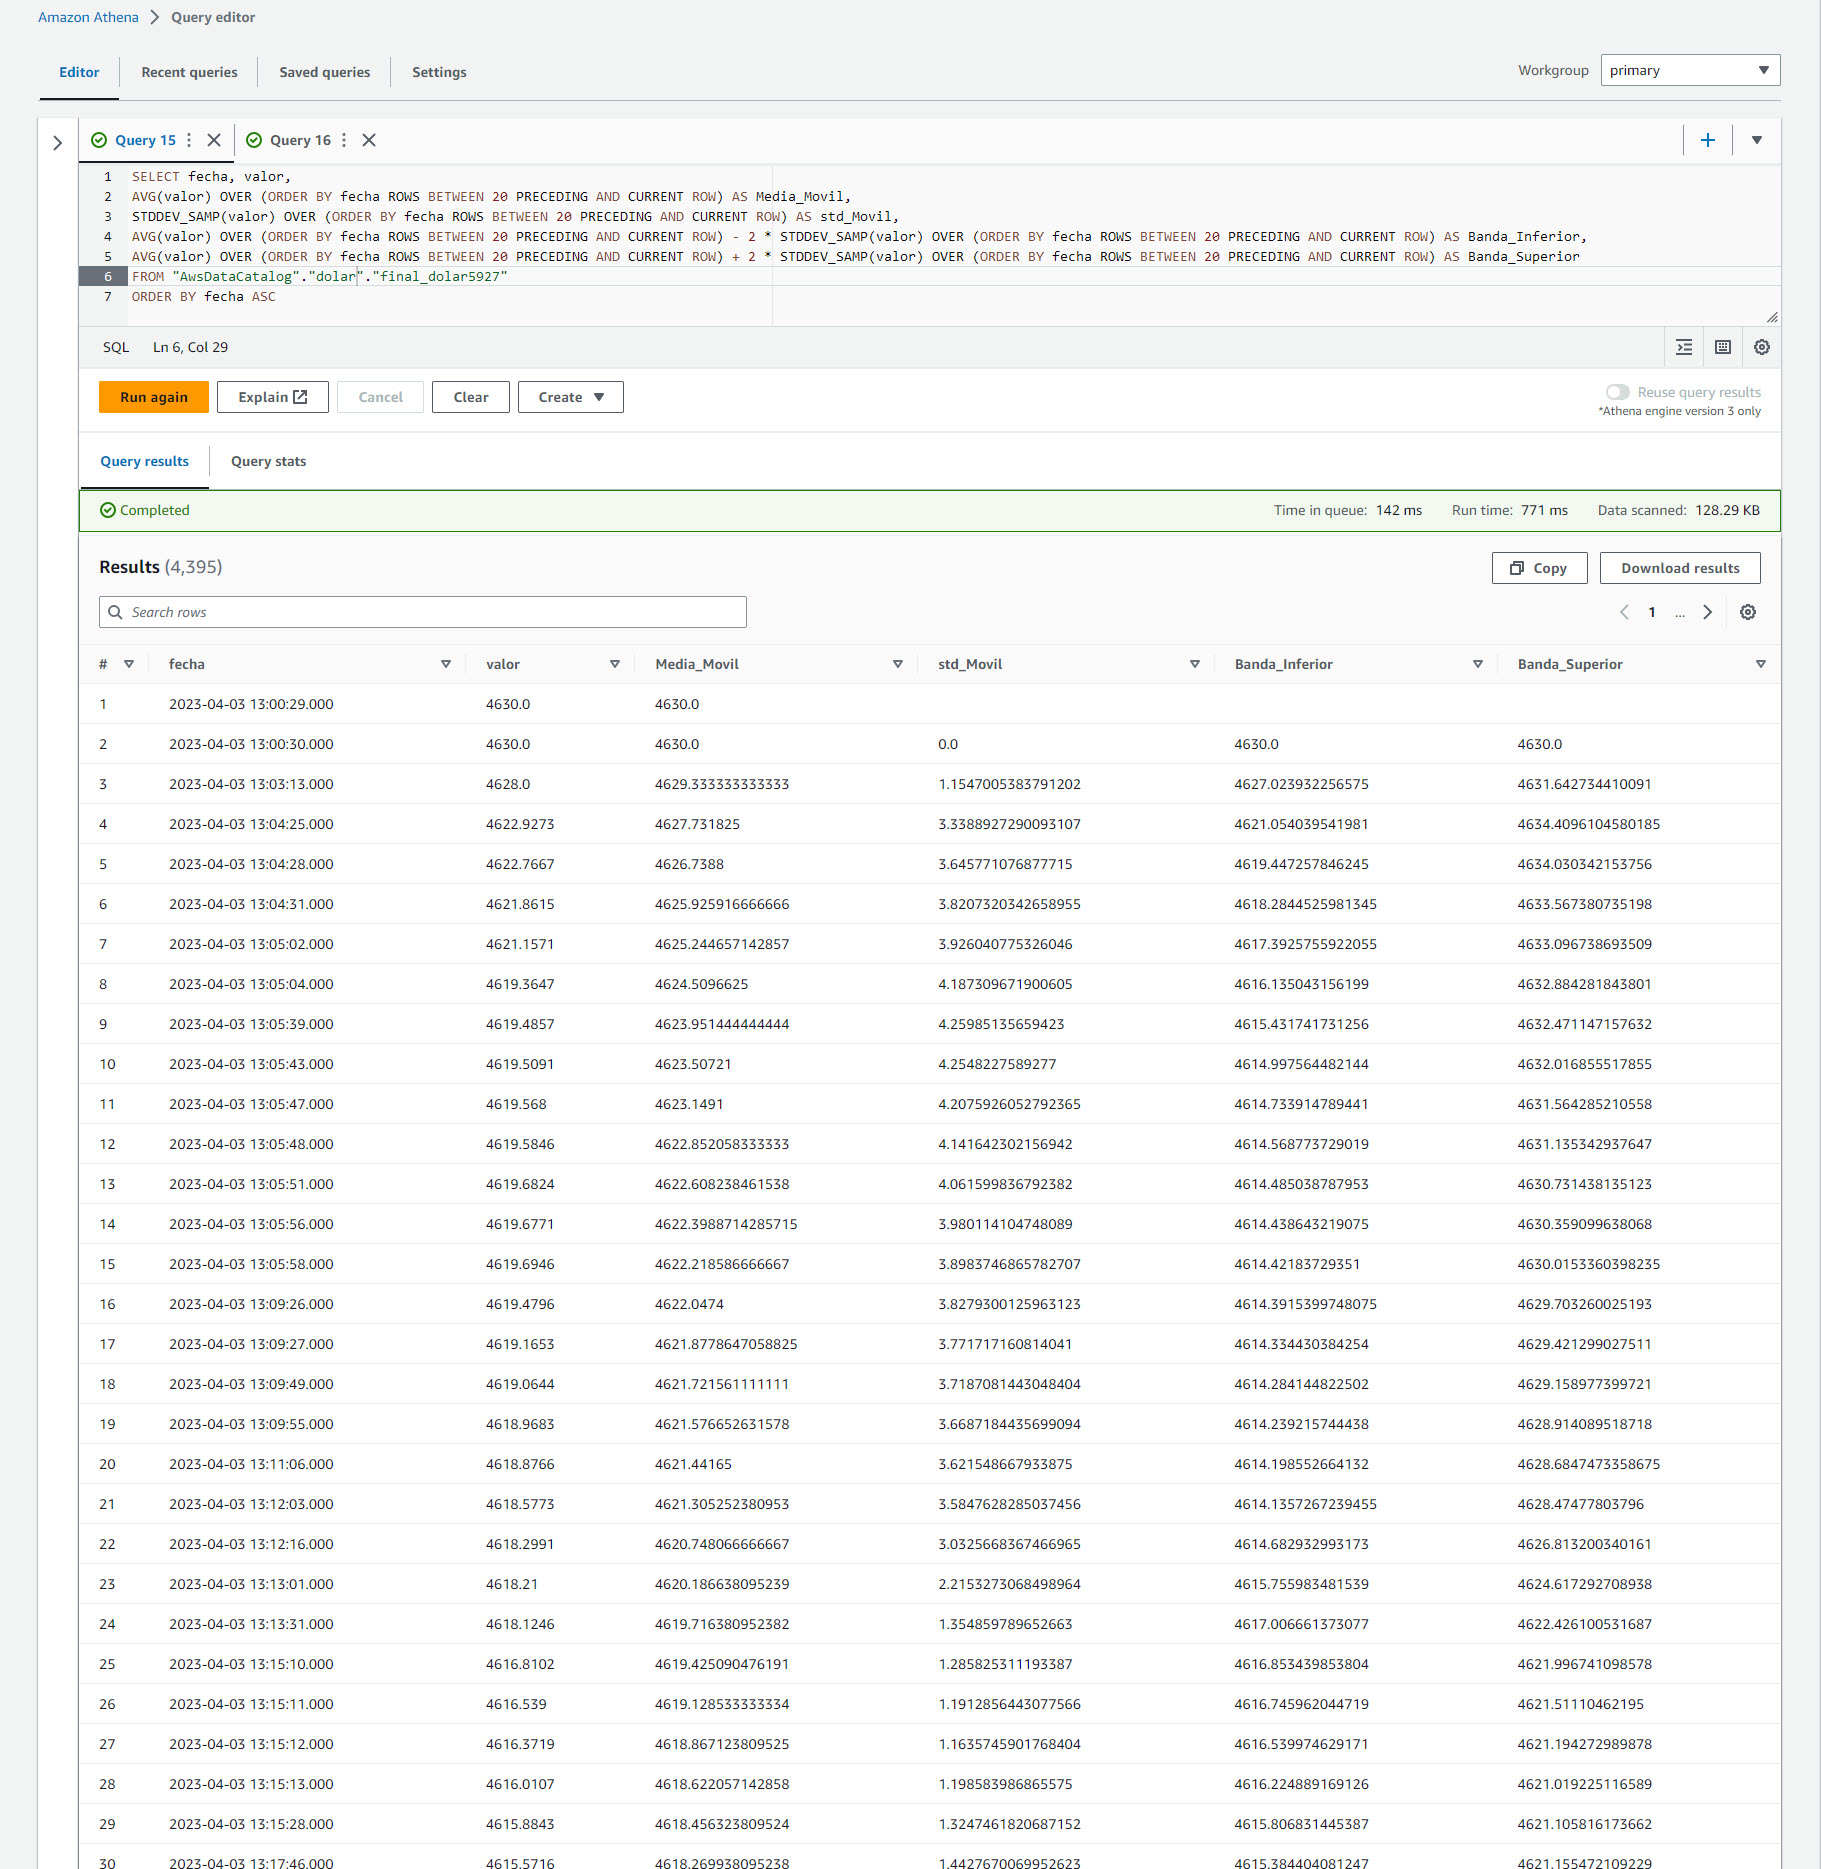 Amazon Athena > Query editor
Editor Recent queries Saved queries Settings Workgroup primary
Query 15 Query 16
1 SELECT fecha, valor,
2 AVG(valor) OVER (ORDER BY fecha ROWS BETWEEN 20 PRECEDING AND CURRENT ROW) AS Media_Movil,
3 STDDEV_SAMP(valor) OVER (ORDER BY fecha ROWS BETWEEN 20 PRECEDING AND CURRENT ROW) AS std_Movil,
4 AVG(valor) OVER (ORDER BY fecha ROWS BETWEEN 20 PRECEDING AND CURRENT ROW) - 2 * STDDEV_SAMP(valor) OVER (ORDER BY fecha ROWS BETWEEN 20 PRECEDING AND CURRENT ROW) AS Banda_Inferior,
5 AVG(valor) OVER (ORDER BY fecha ROWS BETWEEN 20 PRECEDING AND CURRENT ROW) + 2 * STDDEV_SAMP(valor) OVER (ORDER BY fecha ROWS BETWEEN 20 PRECEDING AND CURRENT ROW) AS Banda_Superior
6 FROM "AwsDataCatalog"."dolar"."final_dolar5927"
7 ORDER BY fecha ASC
SQL Ln 6, Col 29
Run again Explain Cancel Clear Create Reuse query results
*Athena engine version 3 only
Query results Query stats
Completed Time in queue: 142 ms Run time: 771 ms Data scanned: 128.29 KB
Results (4,395) Copy Download results
Search rows 1 ...
# fecha valor Media_Movil std_Movil Banda_Inferior Banda_Superior
1 2023-04-03 13:00:29.000 4630.0 4630.0
2 2023-04-03 13:00:30.000 4630.0 4630.0 0.0 4630.0 4630.0
3 2023-04-03 13:03:13.000 4628.0 4629.333333333333 1.1547005383791202 4627.023932256575 4631.642734410091
4 2023-04-03 13:04:25.000 4622.9273 4627.731825 3.3388927290093107 4621.054039541981 4634.4096104580185
5 2023-04-03 13:04:28.000 4622.7667 4626.7388 3.645771076877715 4619.447257846245 4634.030342153756
6 2023-04-03 13:04:31.000 4621.8615 4625.925916666666 3.8207320342658955 4618.2844525981345 4633.567380735198
7 2023-04-03 13:05:02.000 4621.1571 4625.244657142857 3.926040775326046 4617.3925755922055 4633.096738693509
8 2023-04-03 13:05:04.000 4619.3647 4624.5096625 4.187309671900605 4616.135043156199 4632.884281843801
9 2023-04-03 13:05:39.000 4619.4857 4623.951444444444 4.25985135659423 4615.431741731256 4632.471147157632
10 2023-04-03 13:05:43.000 4619.5091 4623.50721 4.2548227589277 4614.997564482144 4632.016855517855
11 2023-04-03 13:05:47.000 4619.568 4623.1491 4.2075926052792365 4614.733914789441 4631.564285210558
12 2023-04-03 13:05:48.000 4619.5846 4622.852058333333 4.141642302156942 4614.568773729019 4631.135342937647
13 2023-04-03 13:05:51.000 4619.6824 4622.608238461538 4.061599836792382 4614.485038787953 4630.731438135123
14 2023-04-03 13:05:56.000 4619.6771 4622.3988714285715 3.980114104748089 4614.438643219075 4630.359099638068
15 2023-04-03 13:05:58.000 4619.6946 4622.218586666667 3.8983746865782707 4614.42183729351 4630.0153360398235
16 2023-04-03 13:09:26.000 4619.4796 4622.0474 3.8279300125963123 4614.3915399748075 4629.703260025193
17 2023-04-03 13:09:27.000 4619.1653 4621.8778647058825 3.771717160814041 4614.334430384254 4629.421299027511
18 2023-04-03 13:09:49.000 4619.0644 4621.721561111111 3.7187081443048404 4614.284144822502 4629.158977399721
19 2023-04-03 13:09:55.000 4618.9683 4621.576652631578 3.6687184435699094 4614.239215744438 4628.914089518718
20 2023-04-03 13:11:06.000 4618.8766 4621.44165 3.621548667933875 4614.198552664132 4628.6847473358675
21 2023-04-03 13:12:03.000 4618.5773 4621.305252380953 3.5847628285037456 4614.1357267239455 4628.47477803796
22 2023-04-03 13:12:16.000 4618.2991 4620.748066666667 3.0325668367466965 4614.682932993173 4626.813200340161
23 2023-04-03 13:13:01.000 4618.21 4620.186638095239 2.2153273068498964 4615.755983481539 4624.617292708938
24 2023-04-03 13:13:31.000 4618.1246 4619.716380952382 1.354859789652663 4617.006661373077 4622.426100531687
25 2023-04-03 13:15:10.000 4616.8102 4619.425090476191 1.285825311193387 4616.853439853804 4621.996741098578
26 2023-04-03 13:15:11.000 4616.539 4619.128533333334 1.1912856443077566 4616.745962044719 4621.51110462195
27 2023-04-03 13:15:12.000 4616.3719 4618.867123809525 1.1635745901768404 4616.539974629171 4621.194272989878
28 2023-04-03 13:15:13.000 4616.0107 4618.622057142858 1.198583986865575 4616.224889169126 4621.019225116589
29 2023-04-03 13:15:28.000 4615.8843 4618.456323809524 1.3247461820687152 4615.806831445387 4621.105816173662
30 2023-04-03 13:17:46.000 4615.5716 4618.269938095238 1.4427670069952623 4615.384404081247 4621.155472109229